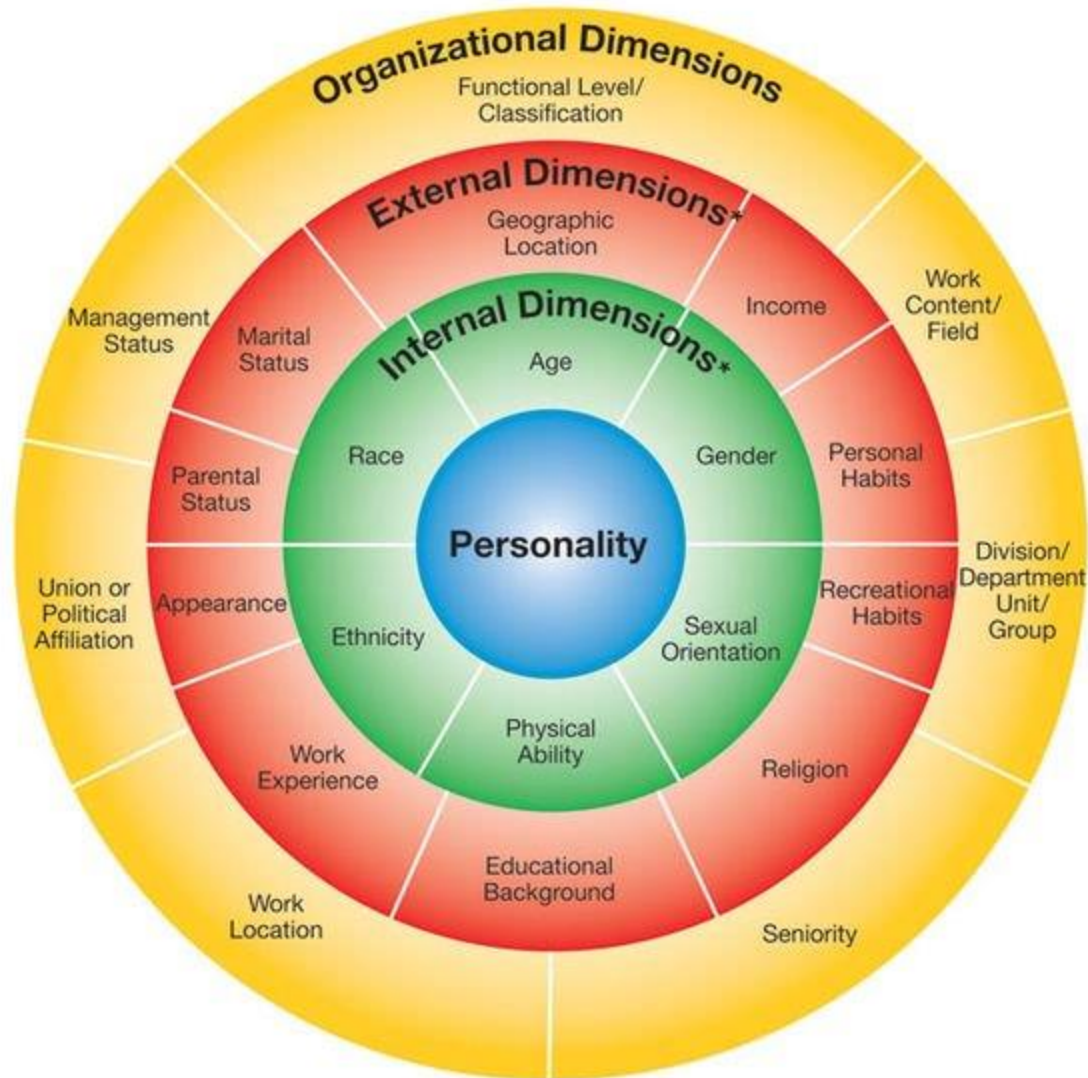 Organizational Dimensions
Functional Level/
Classification
External Dimensions*
Geographic
Location
Income
Work
Content/
Field
Management
Status
Marital
Status
Internal Dimensions*
Age
Race
Gender
Personal
Habits
Parental
Status
Personality
Division/
Department
Unit/
Group
Union or
Political
Affiliation
Appearance
Recreational
Habits
Ethnicity
Sexual
Orientation
Physical
Ability
Work
Experience
Religion
Educational
Background
Work
Location
Seniority